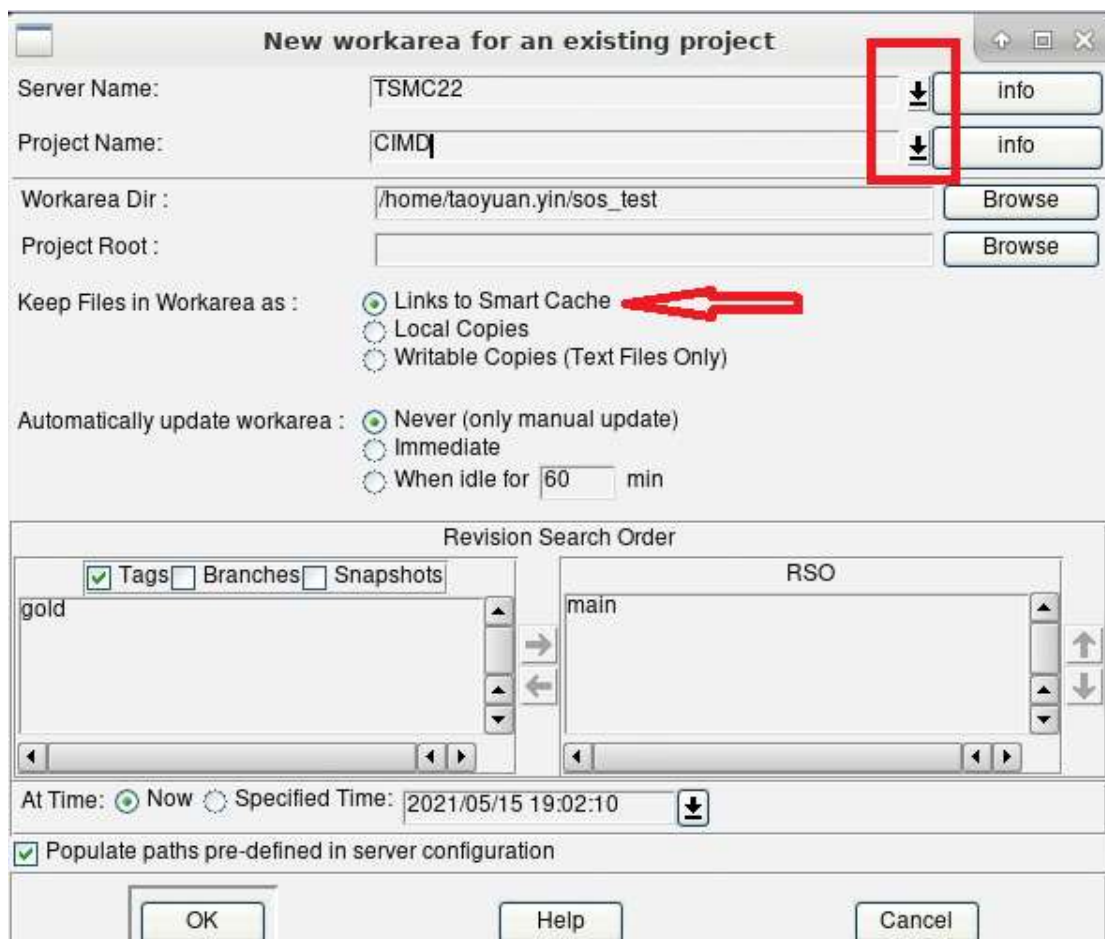 New workarea for an existing project
Server Name: TSMC22 info
Project Name: CIMD info
Workarea Dir : /home/taoyuan.yin/sos_test Browse
Project Root : Browse
Keep Files in Workarea as : Links to Smart Cache
Local Copies
Writable Copies (Text Files Only)
Automatically update workarea : Never (only manual update)
Immediate
When idle for 60 min
Revision Search Order
Tags Branches Snapshots RSO
gold main
At Time: Now Specified Time: 2021/05/15 19:02:10
Populate paths pre-defined in server configuration
OK Help Cancel